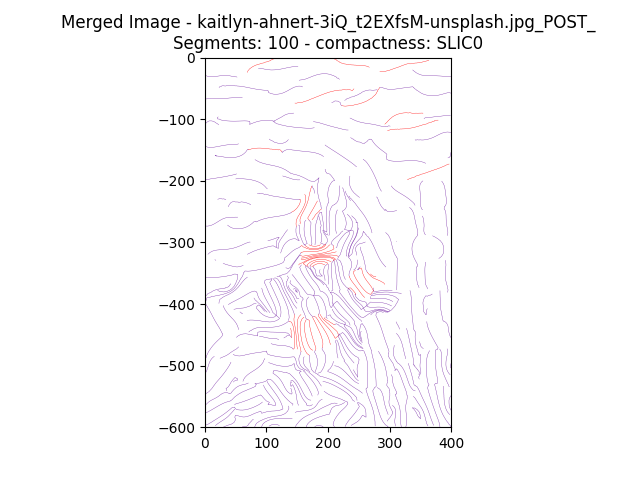 Merged Image - kaitlyn-ahnert-3iQ_t2EXfsM-unsplash.jpg_POST_
Segments: 100 - compactness: SLIC0
0
−100
−200
−300
−400
−500
−600
0 100 200 300 400